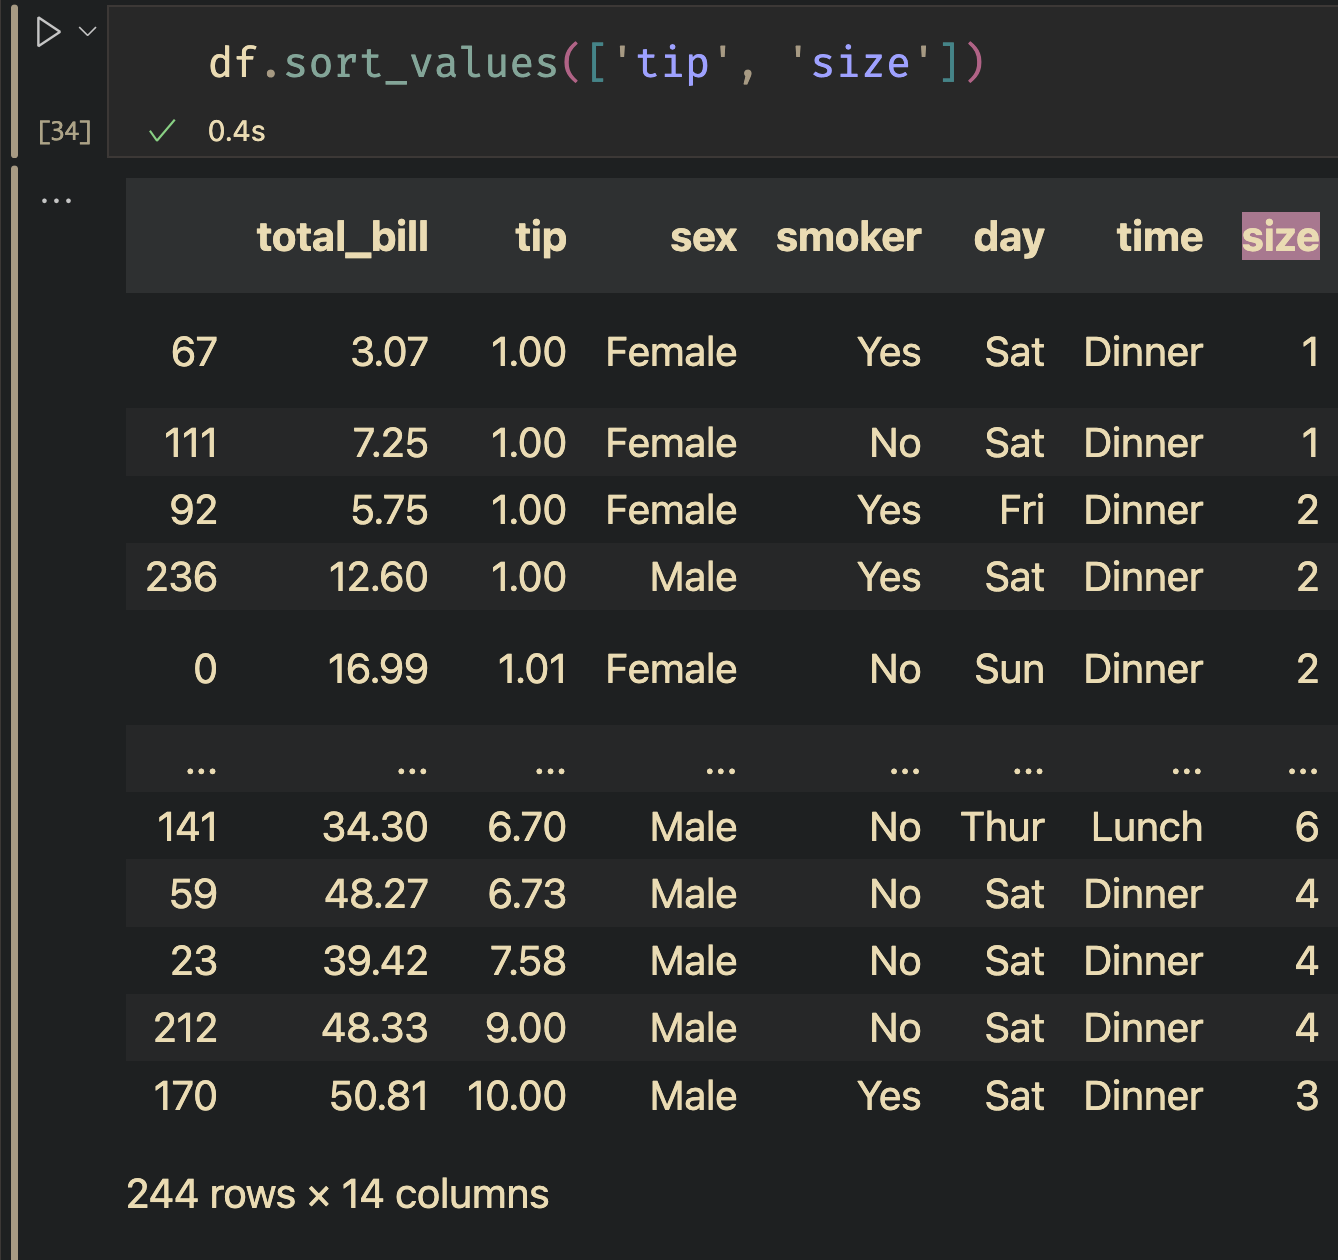 df.sort_values(['tip', 'size'])
[34] 0.4s
...
total_bill tip sex smoker day time size
67 3.07 1.00 Female Yes Sat Dinner 1
111 7.25 1.00 Female No Sat Dinner 1
92 5.75 1.00 Female Yes Fri Dinner 2
236 12.60 1.00 Male Yes Sat Dinner 2
0 16.99 1.01 Female No Sun Dinner 2
... ... ... ... ... ... ... ...
141 34.30 6.70 Male No Thur Lunch 6
59 48.27 6.73 Male No Sat Dinner 4
23 39.42 7.58 Male No Sat Dinner 4
212 48.33 9.00 Male No Sat Dinner 4
170 50.81 10.00 Male Yes Sat Dinner 3
244 rows × 14 columns